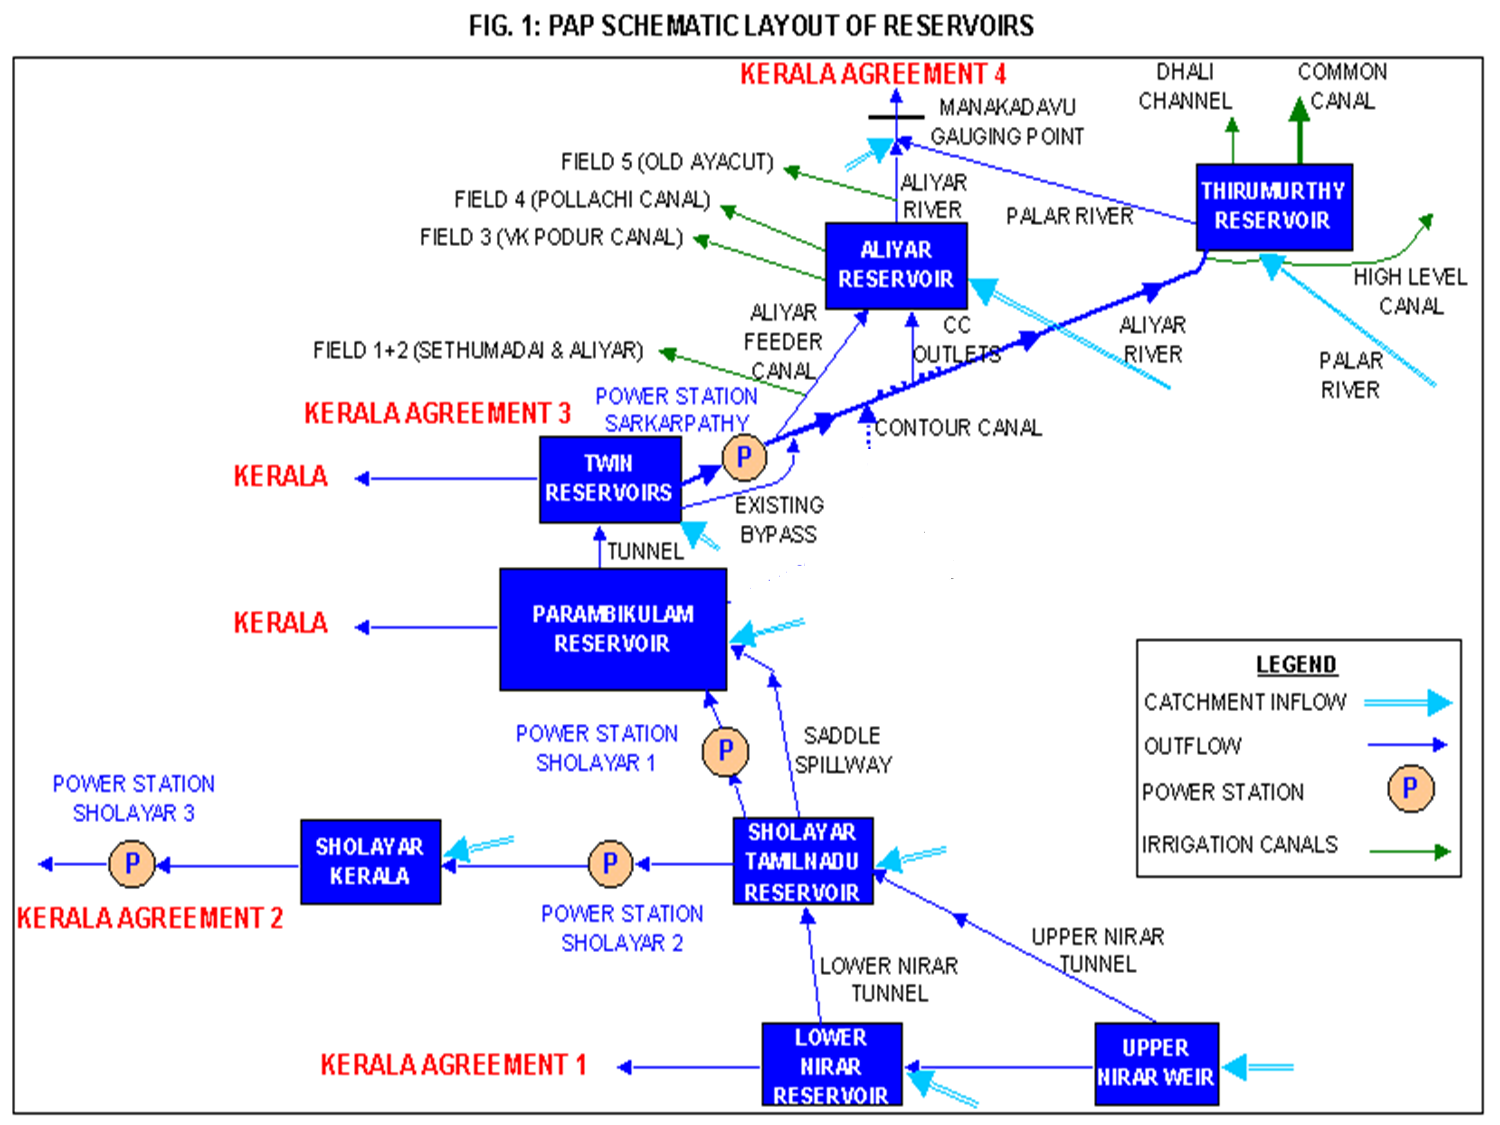 FIG. 1: PAP SCHEMATIC LAYOUT OF RESERVOIRS
KERALA AGREEMENT 4
DHALI
CHANNEL
COMMON
CANAL
MANAKADAVU
GAUGING POINT
FIELD 5 (OLD AYACUT)
FIELD 4 (POLLACHI CANAL)
FIELD 3 (VK PODUR CANAL)
ALIYAR
RIVER
PALAR RIVER
THIRUMURTHY
RESERVOIR
ALIYAR
RESERVOIR
HIGH LEVEL
CANAL
ALIYAR
FEEDER
CANAL
CC
OUTLETS
ALIYAR
RIVER
PALAR
RIVER
FIELD 1+2 (SETHUMADAI & ALIYAR)
POWER STATION
SARKARPATHY
KERALA AGREEMENT 3
CONTOUR CANAL
P
TWIN
RESERVOIRS
KERALA
EXISTING
BYPASS
TUNNEL
PARAMBIKULAM
RESERVOIR
KERALA
LEGEND
CATCHMENT INFLOW
OUTFLOW
POWER STATION
P
IRRIGATION CANALS
POWER STATION
SHOLAYAR 1
P
SADDLE
SPILLWAY
POWER STATION
SHOLAYAR 3
P
SHOLAYAR
KERALA
P
SHOLAYAR
TAMILNADU
RESERVOIR
KERALA AGREEMENT 2
POWER STATION
SHOLAYAR 2
LOWER NIRAR
TUNNEL
UPPER NIRAR
TUNNEL
KERALA AGREEMENT 1
LOWER
NIRAR
RESERVOIR
UPPER
NIRAR WEIR